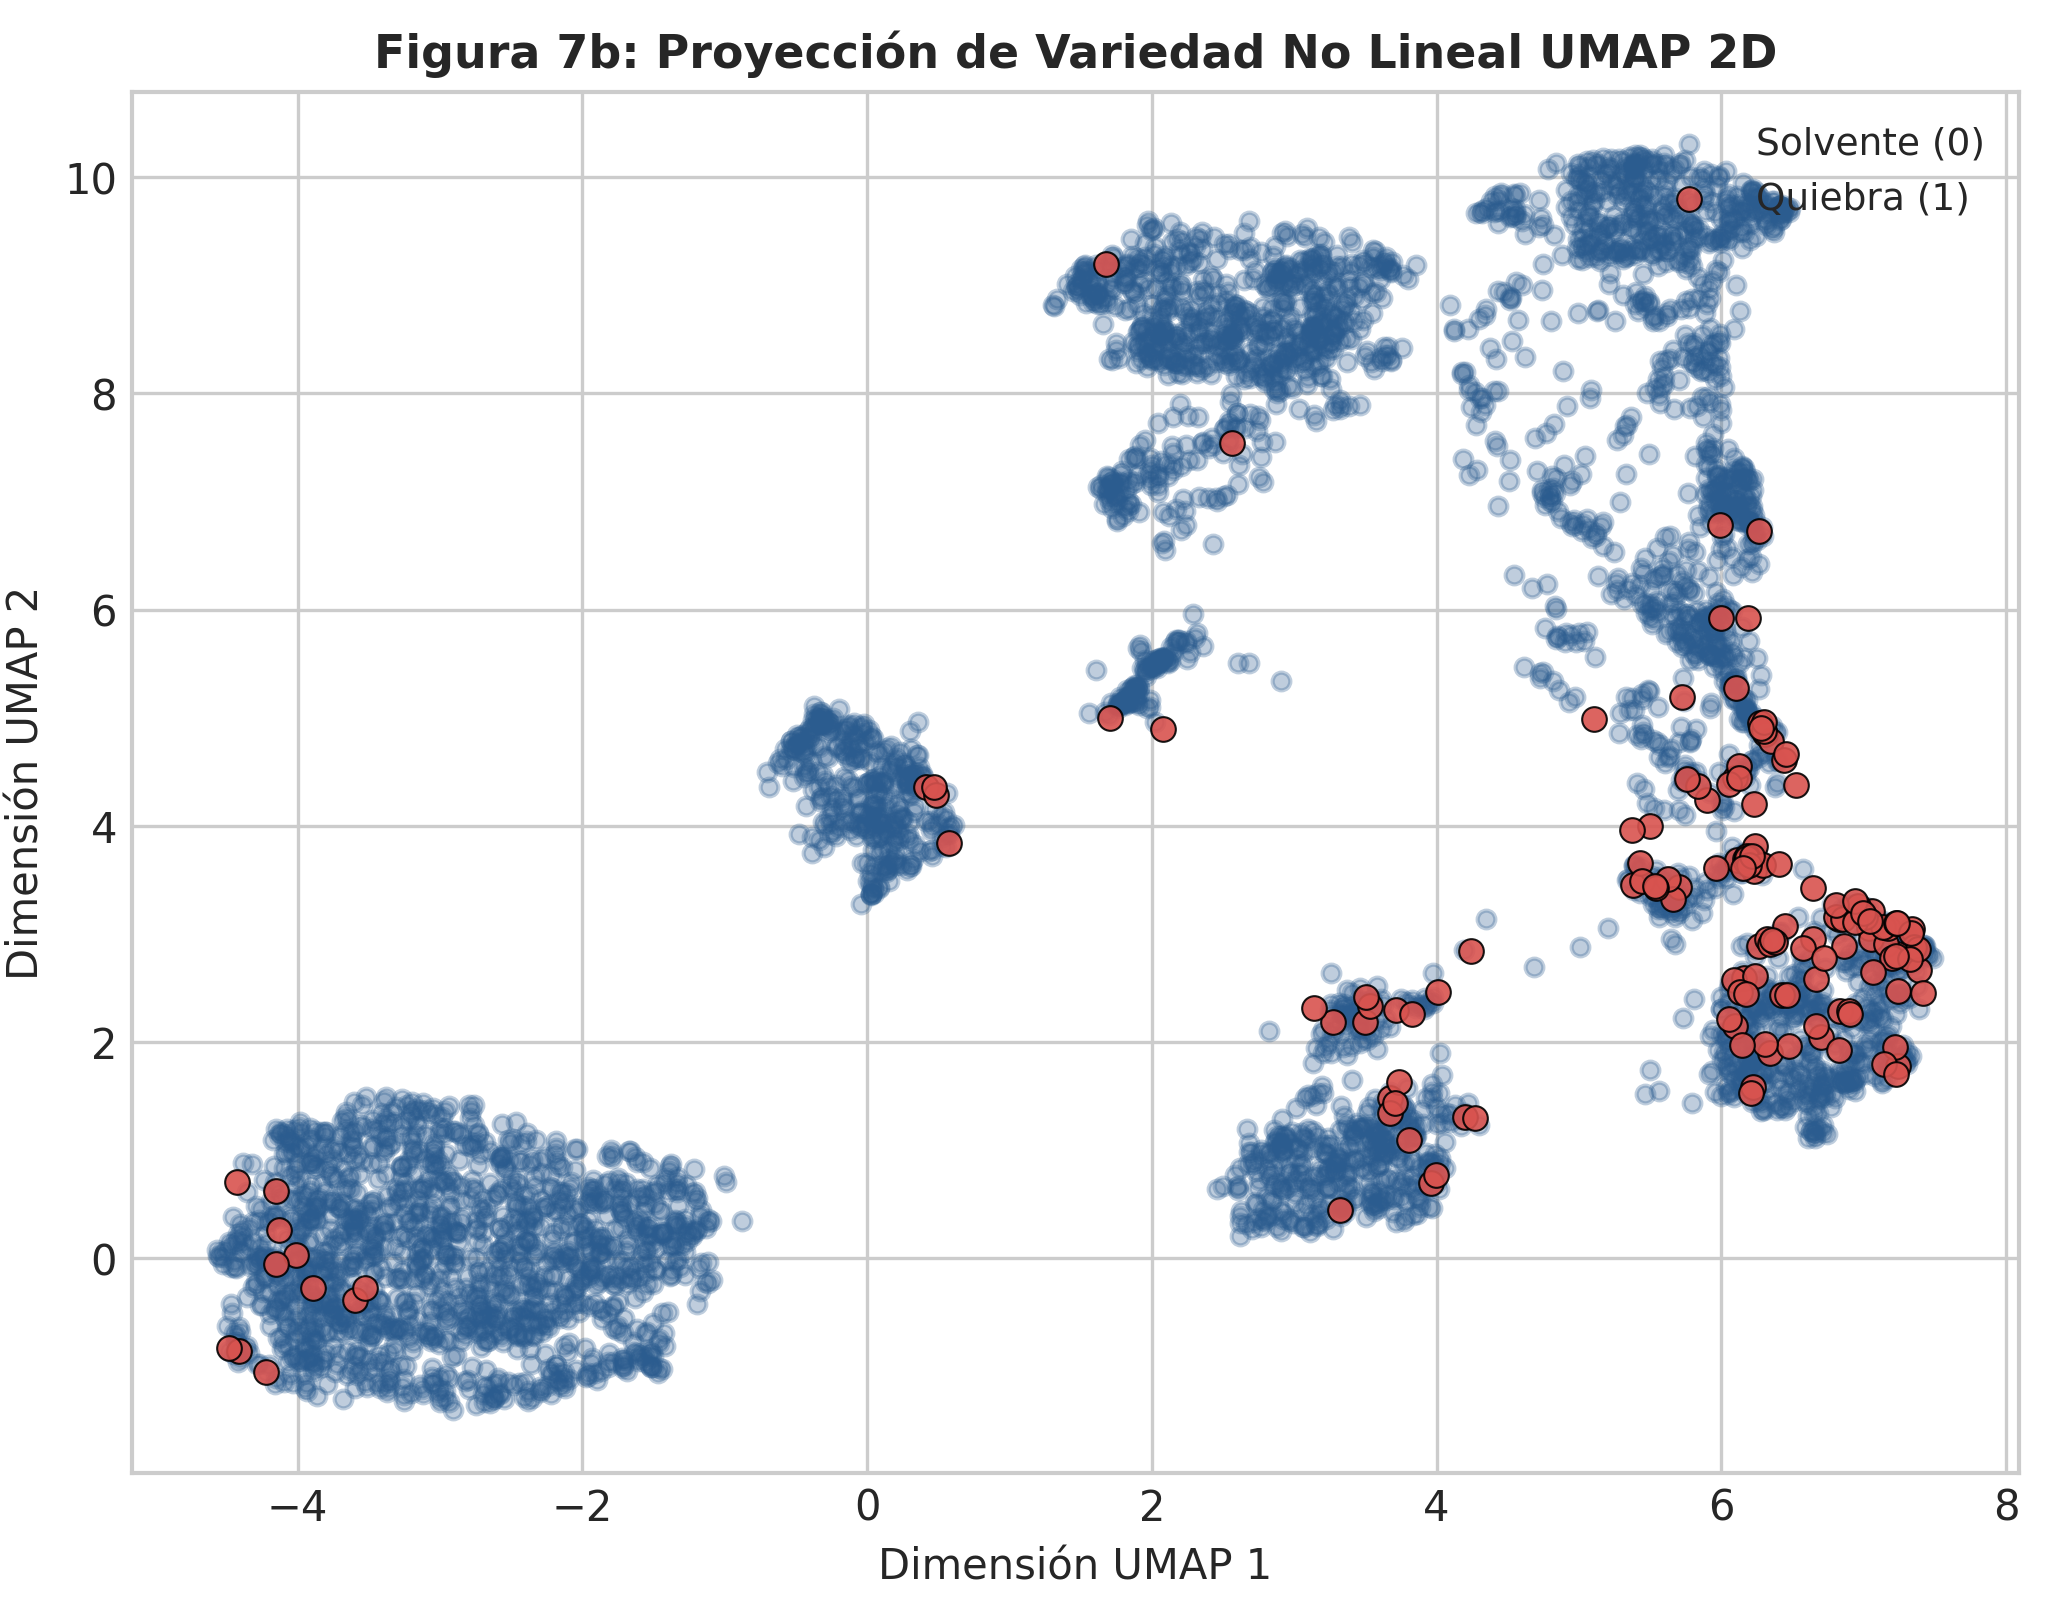 Figura 7b: Proyección de Variedad No Lineal UMAP 2D
Solvente (0)
Quiebra (1)
Dimensión UMAP 2
10
8
6
4
2
0
−4
−2
0
2
4
6
8
Dimensión UMAP 1